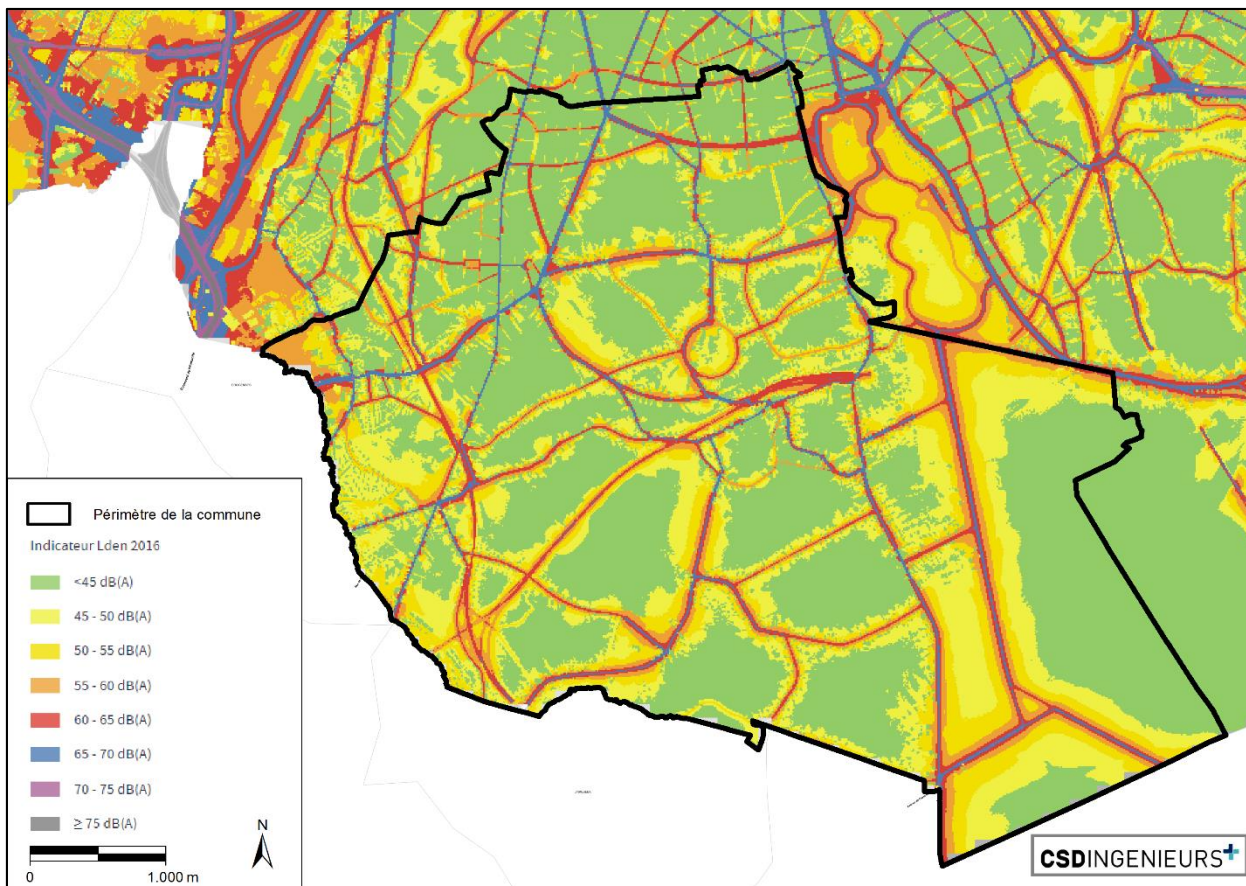 Périmètre de la commune
Indicateur Lden 2016
<45 dB(A)
45 - 50 dB(A)
50 - 55 dB(A)
55 - 60 dB(A)
60 - 65 dB(A)
65 - 70 dB(A)
70 - 75 dB(A)
≥ 75 dB(A)
N
0 1.000 m
CSDINGENIEURS+